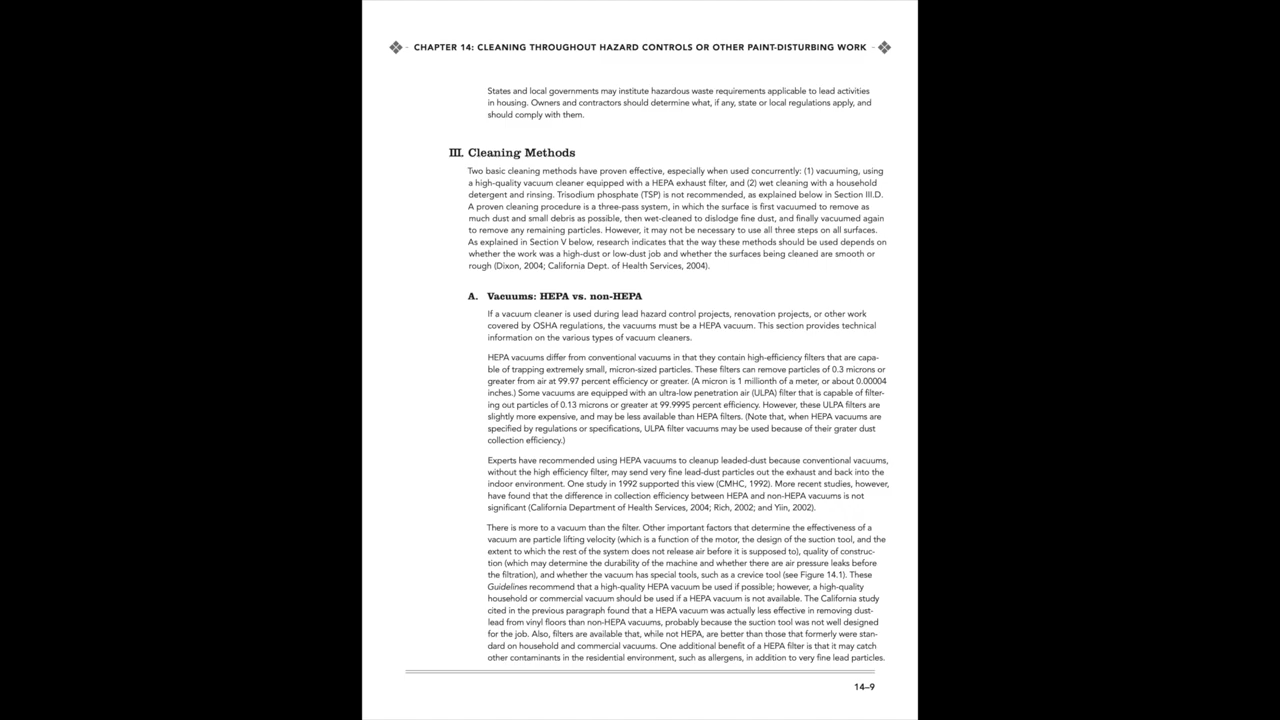 CHAPTER 14: CLEANING THROUGHOUT HAZARD CONTROLS OR OTHER PAINT-DISTURBING WORK
States and local governments may institute hazardous waste requirements applicable to lead activities
in housing. Owners and contractors should determine what, if any, state or local regulations apply, and
should comply with them.
III. Cleaning Methods
Two basic cleaning methods have proven effective, especially when used concurrently: (1) vacuuming, using
a high-quality vacuum cleaner equipped with a HEPA exhaust filter, and (2) wet cleaning with a household
detergent and rinsing. Trisodium phosphate (TSP) is not recommended, as explained below in Section III.D.
A proven cleaning procedure is a three-pass system, in which the surface is first vacuumed to remove as
much dust and small debris as possible, then wet-cleaned to dislodge fine dust, and finally vacuumed again
to remove any remaining particles. However, it may not be necessary to use all three steps on all surfaces.
As explained in Section V below, research indicates that the way these methods should be used depends on
whether the work was a high-dust or low-dust job and whether the surfaces being cleaned are smooth or
rough (Dixon, 2004; California Dept. of Health Services, 2004).
A. Vacuums: HEPA vs. non-HEPA
If a vacuum cleaner is used during lead hazard control projects, renovation projects, or other work
covered by OSHA regulations, the vacuums must be a HEPA vacuum. This section provides technical
information on the various types of vacuum cleaners.
HEPA vacuums differ from conventional vacuums in that they contain high-efficiency filters that are capa-
ble of trapping extremely small, micron-sized particles. These filters can remove particles of 0.3 microns or
greater from air at 99.97 percent efficiency or greater. (A micron is 1 millionth of a meter, or about 0.00004
inches.) Some vacuums are equipped with an ultra-low penetration air (ULPA) filter that is capable of filter-
ing out particles of 0.13 microns or greater at 99.9995 percent efficiency. However, these ULPA filters are
slightly more expensive, and may be less available than HEPA filters. (Note that, when HEPA vacuums are
specified by regulations or specifications, ULPA filter vacuums may be used because of their grater dust
collection efficiency.)
Experts have recommended using HEPA vacuums to cleanup leaded-dust because conventional vacuums,
without the high efficiency filter, may send very fine lead-dust particles out the exhaust and back into the
indoor environment. One study in 1992 supported this view (CMHC, 1992). More recent studies, however,
have found that the difference in collection efficiency between HEPA and non-HEPA vacuums is not
significant (California Department of Health Services, 2004; Rich, 2002; and Yiin, 2002).
There is more to a vacuum than the filter. Other important factors that determine the effectiveness of a
vacuum are particle lifting velocity (which is a function of the motor, the design of the suction tool, and the
extent to which the rest of the system does not release air before it is supposed to), quality of construc-
tion (which may determine the durability of the machine and whether there are air pressure leaks before
the filtration), and whether the vacuum has special tools, such as a crevice tool (see Figure 14.1). These
Guidelines recommend that a high-quality HEPA vacuum be used if possible; however, a high-quality
household or commercial vacuum should be used if a HEPA vacuum is not available. The California study
cited in the previous paragraph found that a HEPA vacuum was actually less effective in removing dust-
lead from vinyl floors than non-HEPA vacuums, probably because the suction tool was not well designed
for the job. Also, filters are available that, while not HEPA, are better than those that formerly were stan-
dard on household and commercial vacuums. One additional benefit of a HEPA filter is that it may catch
other contaminants in the residential environment, such as allergens, in addition to very fine lead particles.
14–9